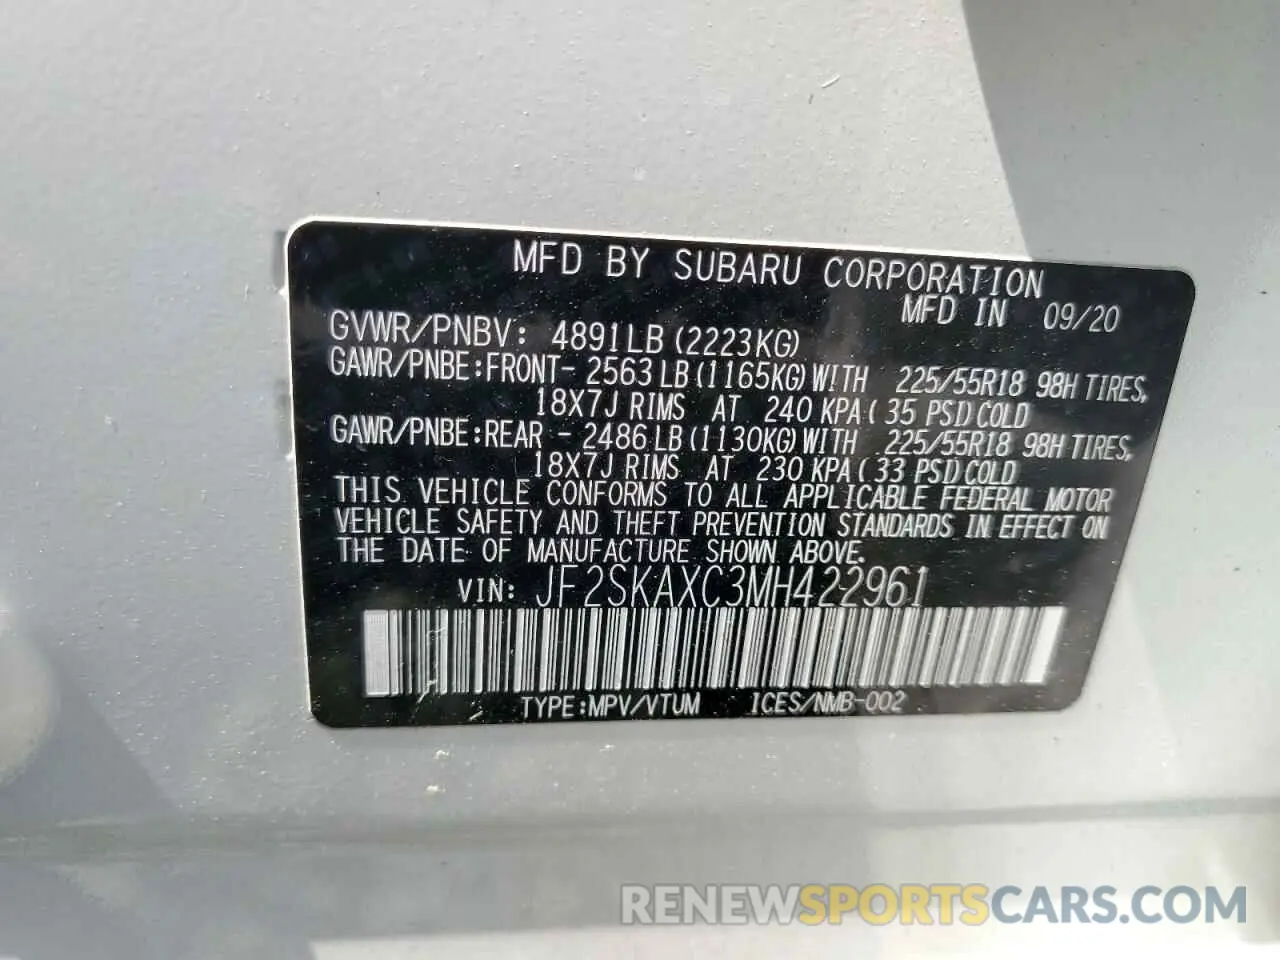 MFD BY SUBARU CORPORATION
MFD IN 09/20
GVWR/PNBV: 4891LB (2223KG)
GAWR/PNBE:FRONT- 2563LB(1165KG)WITH 225/55R18 98H TIRES,
18X7J RIMS AT 240 KPA(35 PSI)COLD
GAWR/PNBE:REAR - 2486LB(1130KG)WITH 225/55R18 98H TIRES,
18X7J RIMS AT 230 KPA(33 PSI)COLD
THIS VEHICLE CONFORMS TO ALL APPLICABLE FEDERAL MOTOR
VEHICLE SAFETY AND THEFT PREVENTION STANDARDS IN EFFECT ON
THE DATE OF MANUFACTURE SHOWN ABOVE.
VIN: JF2SKAXC3MH422961
TYPE:MPV/VTUM ICES/NMB-002
RENEWSPORTSCARS.COM